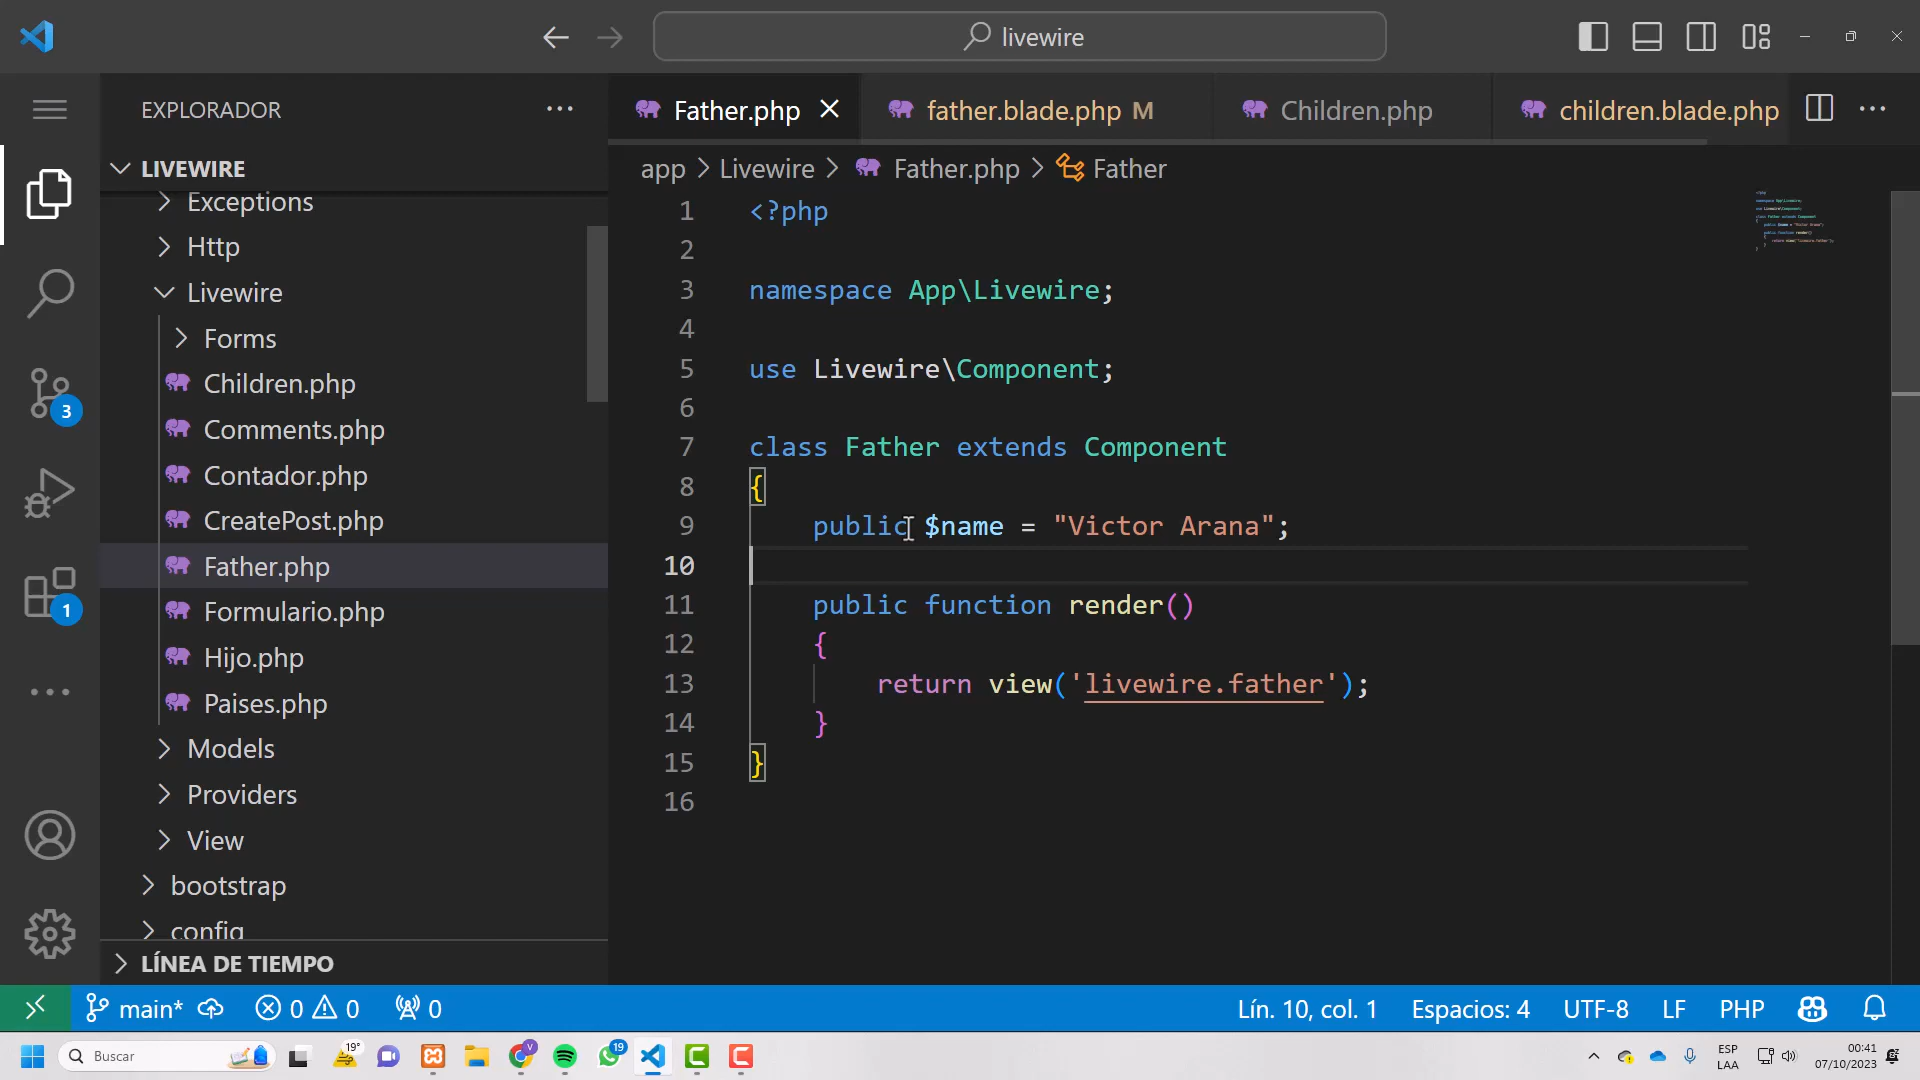 livewire
EXPLORADOR
LIVEWIRE
Exceptions
Http
Livewire
Forms
Children.php
Comments.php
Contador.php
CreatePost.php
Father.php
Formulario.php
Hijo.php
Paises.php
Models
Providers
View
bootstrap
config
LÍNEA DE TIEMPO
3
1
Father.php
father.blade.php M
Children.php
children.blade.php
app > Livewire > Father.php > Father
1 <?php
2
3 namespace App\Livewire;
4
5 use Livewire\Component;
6
7 class Father extends Component
8 {
9 public $name = "Victor Arana";
10
11 public function render()
12 {
13 return view('livewire.father');
14 }
15 }
16
main* 0 0 0
Lín. 10, col. 1 Espacios: 4 UTF-8 LF PHP
Buscar
19°
V
19
ESP
LAA
00:41
07/10/2023